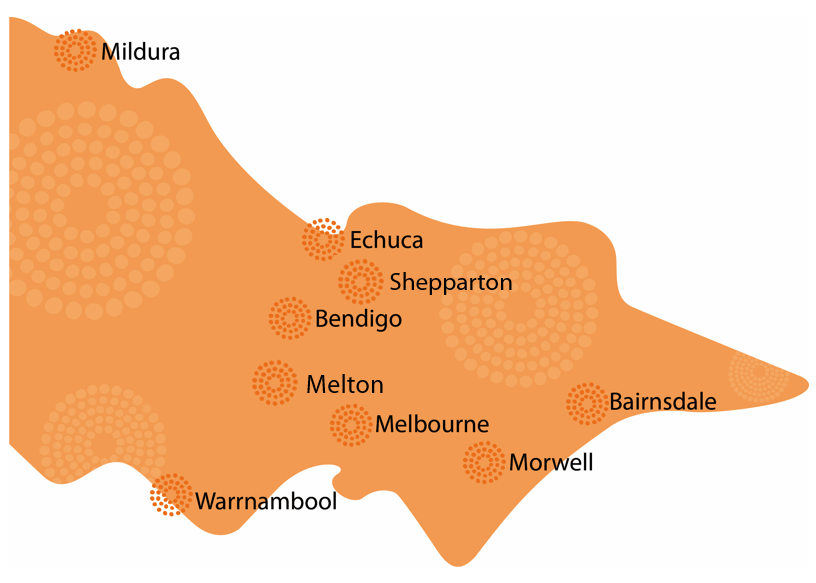 Mildura
Echuca
Shepparton
Bendigo
Melton
Bairnsdale
Melbourne
Morwell
Warrnambool